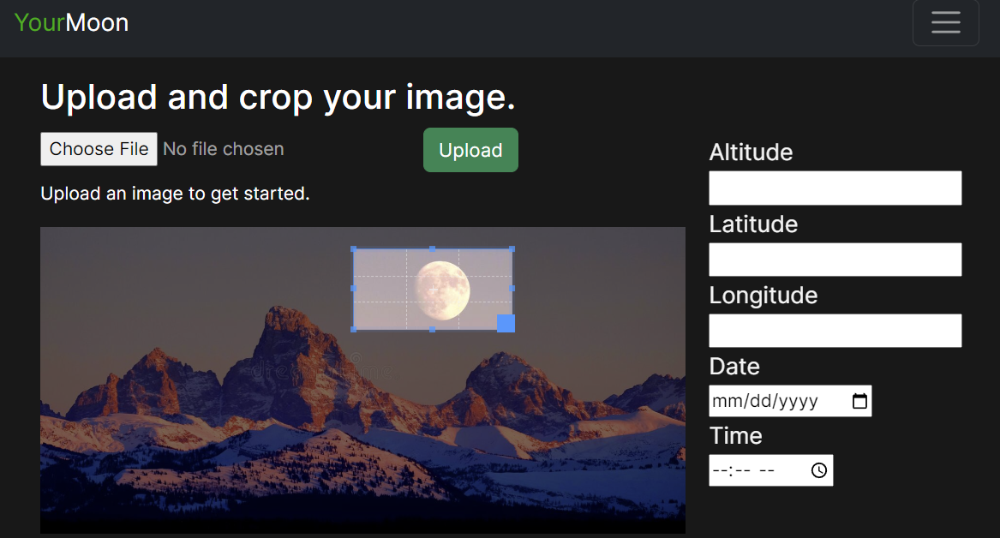 YourMoon
Upload and crop your image.
Choose File No file chosen
Upload
Upload an image to get started.
Altitude
Latitude
Longitude
Date
mm/dd/yyyy
Time
--:-- --